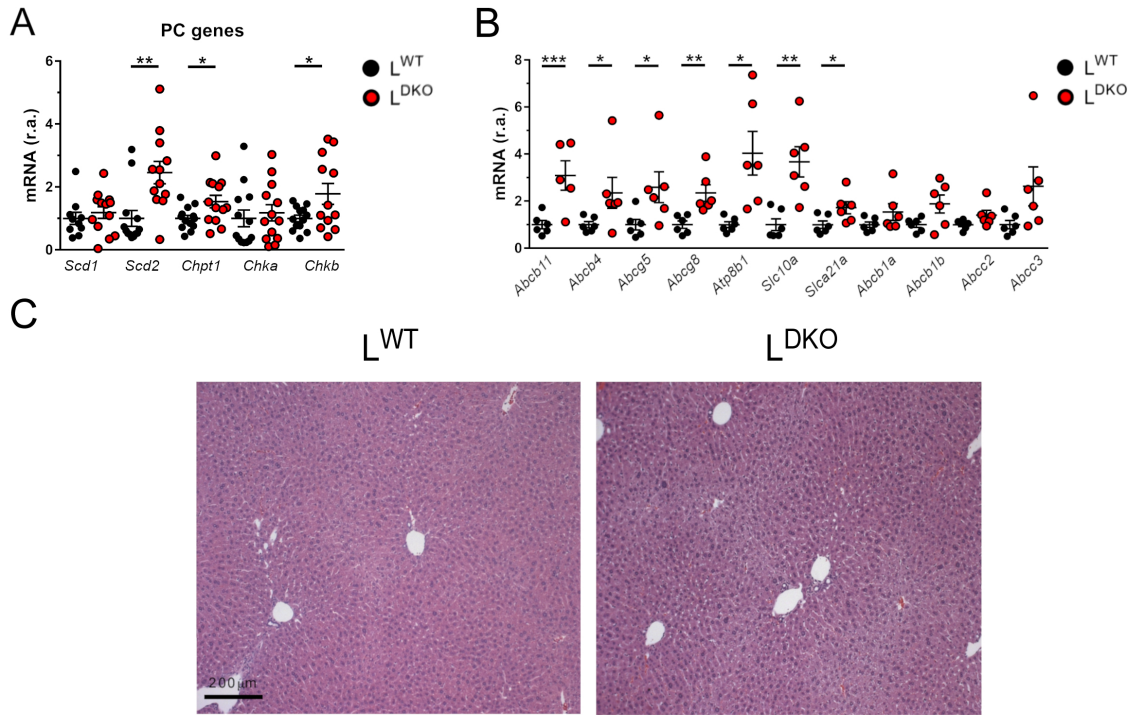 A
PC genes
mRNA (r.a.)
6
4
2
0
** * *
Scd1 Scd2 Chpt1 Chka Chkb
L^WT
L^DKO
B
mRNA (r.a.)
8
6
4
2
0
*** * * ** * ** *
Abcb11 Abcb4 Abcg5 Abcg8 Atp8b1 Slc10a Slca21a Abcb1a Abcb1b Abcc2 Abcc3
L^WT
L^DKO
C
L^WT
L^DKO
200μm